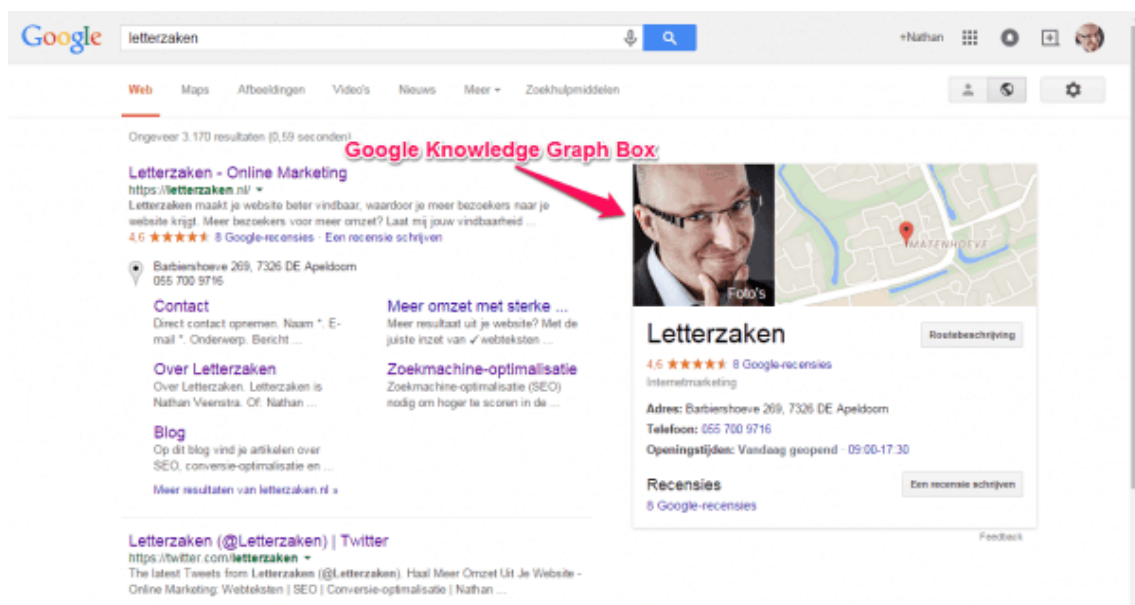 Google
letterzaken
+Nathan
Web Maps Afbeeldingen Video's Nieuws Meer Zoekhulpmiddelen
Ongeveer 3.170 resultaten (0,59 seconden)
Google Knowledge Graph Box
Letterzaken - Online Marketing
https://letterzaken.nl/
Letterzaken maakt je website beter vindbaar, waardoor je meer bezoekers naar je
website krijgt. Meer bezoekers voor meer omzet? Laat mij jouw vindbaarheid ...
4,6 ★★★★★ 8 Google-recensies · Een recensie schrijven
Barbiershoeve 269, 7326 DE Apeldoorn
055 700 9716
Contact
Direct contact opnemen. Naam *. E-
mail *. Onderwerp. Bericht ...
Meer omzet met sterke ...
Meer resultaat uit je website? Met de
juiste inzet van ✓ webteksten ...
Over Letterzaken
Over Letterzaken. Letterzaken is
Nathan Veenstra. Of: Nathan ...
Zoekmachine-optimalisatie
Zoekmachine-optimalisatie (SEO)
nodig om hoger te scoren in de ...
Blog
Op dit blog vind je artikelen over
SEO, conversie-optimalisatie en ...
Meer resultaten van letterzaken.nl »
Letterzaken (@Letterzaken) | Twitter
https://twitter.com/letterzaken
The latest Tweets from Letterzaken (@Letterzaken). Haal Meer Omzet Uit Je Website -
Online Marketing: Webteksten | SEO | Conversie-optimalisatie | Nathan ...
Foto's
MATENHOEVE
Letterzaken
Routebeschrijving
4,6 ★★★★★ 8 Google-recensies
Internetmarketing
Adres: Barbiershoeve 269, 7326 DE Apeldoorn
Telefoon: 055 700 9716
Openingstijden: Vandaag geopend · 09:00-17:30
Recensies
Een recensie schrijven
8 Google-recensies
Feedback